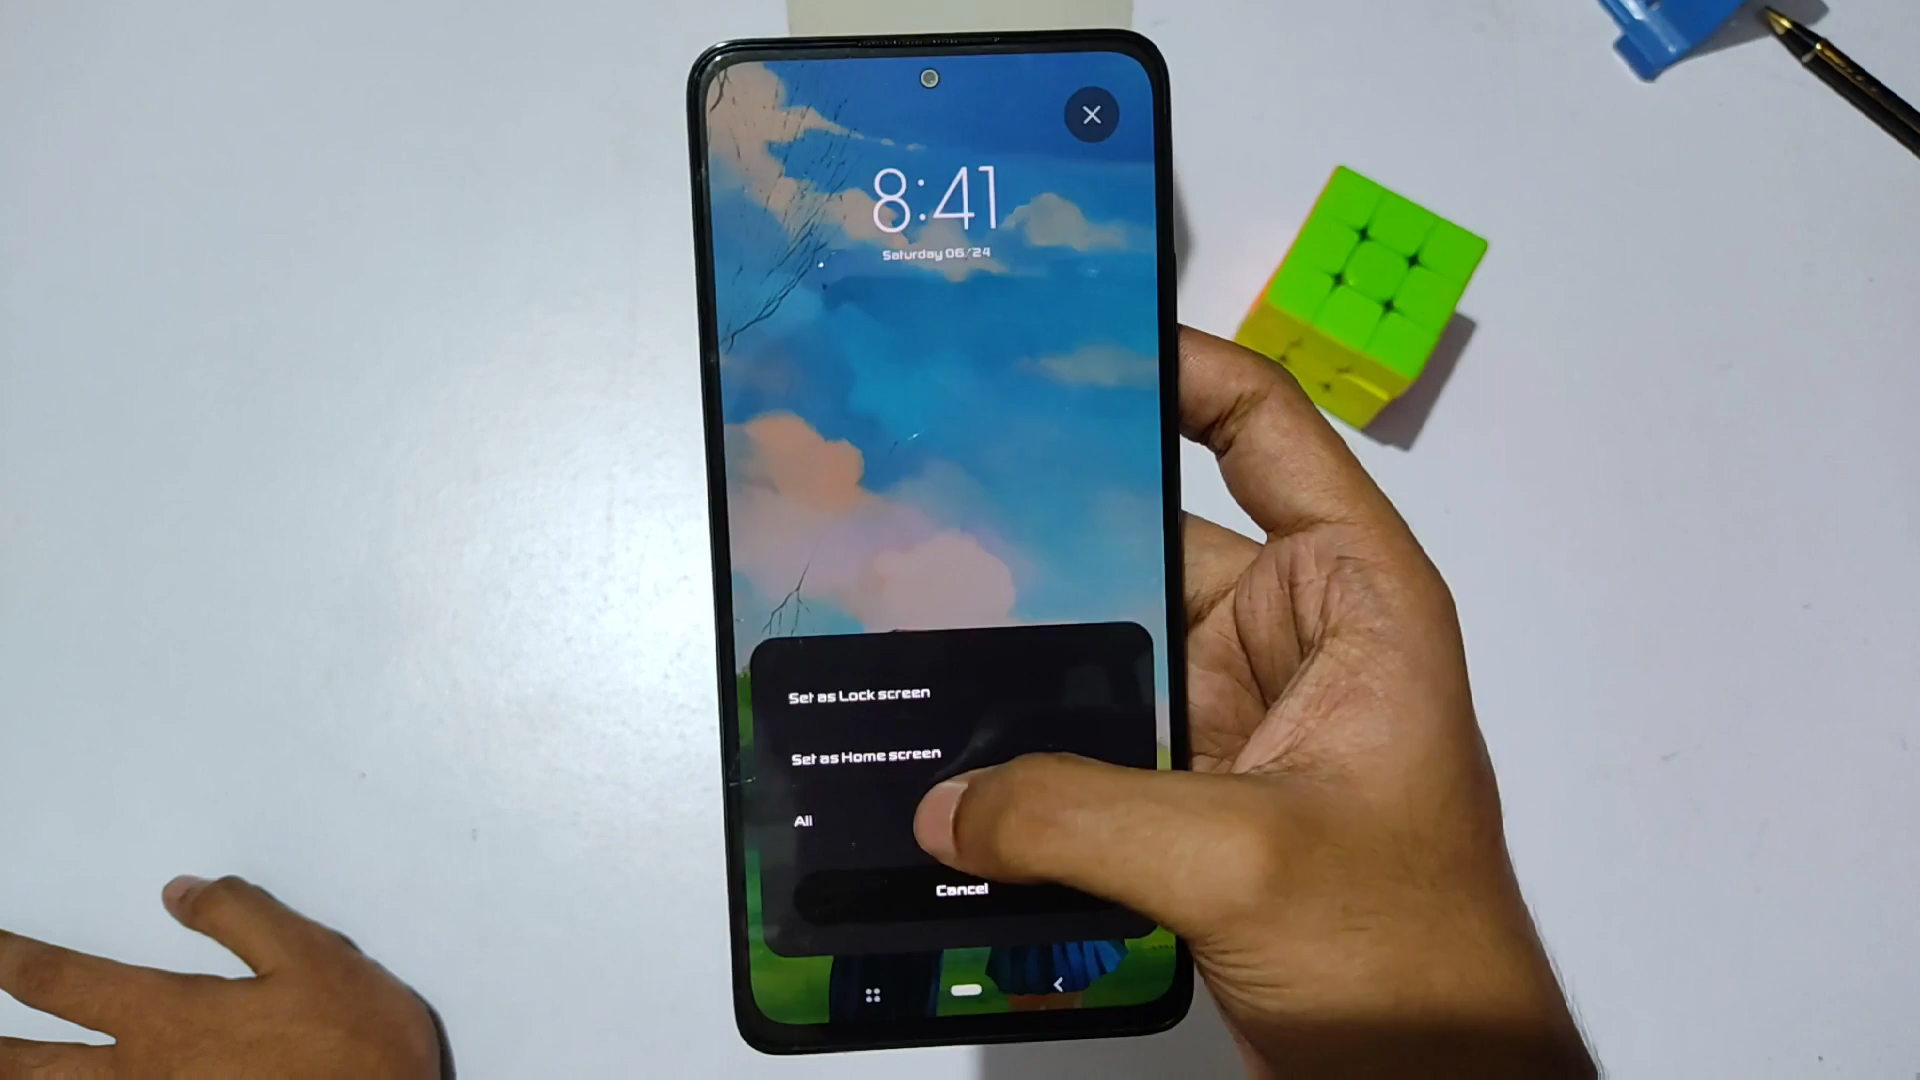 8:41
Saturday 06/24
Set as Lock screen
Set as Home screen
All
Cancel